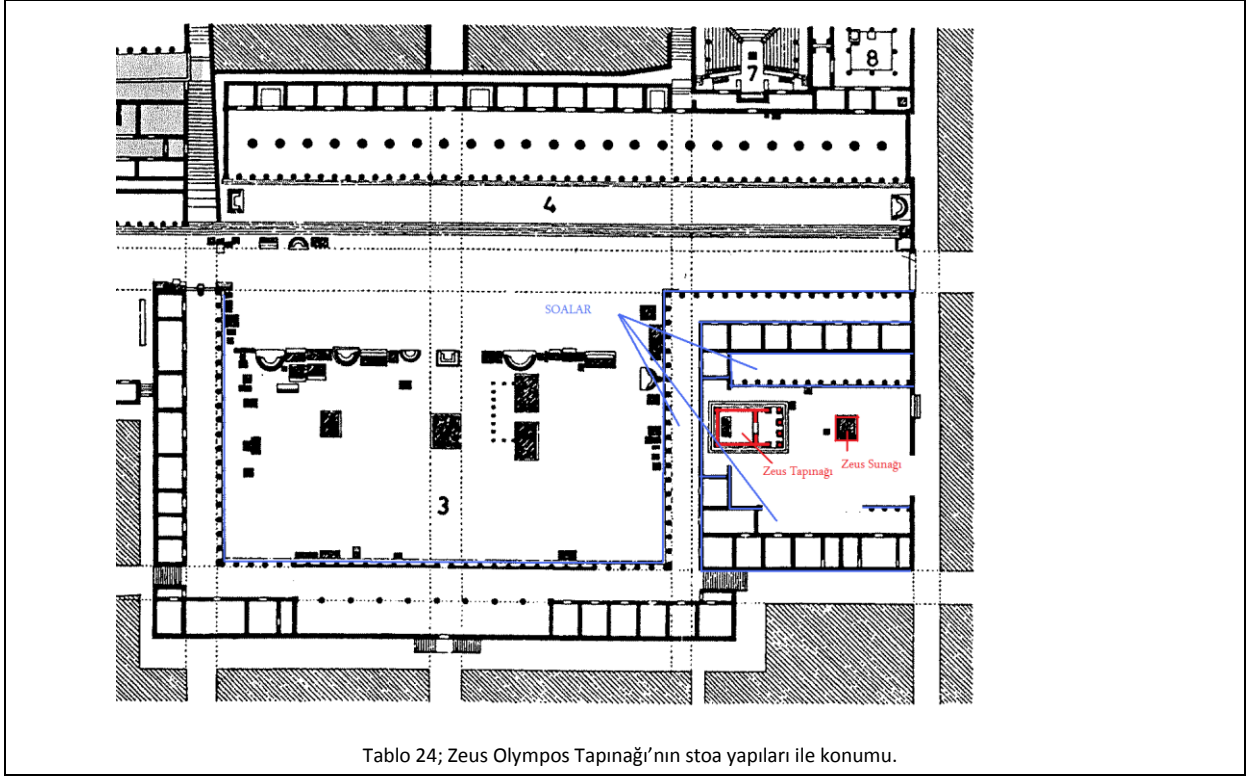 7
8
4
SOALAR
Zeus Tapınağı
Zeus Sunağı
3
Tablo 24; Zeus Olympos Tapınağı’nın stoa yapıları ile konumu.